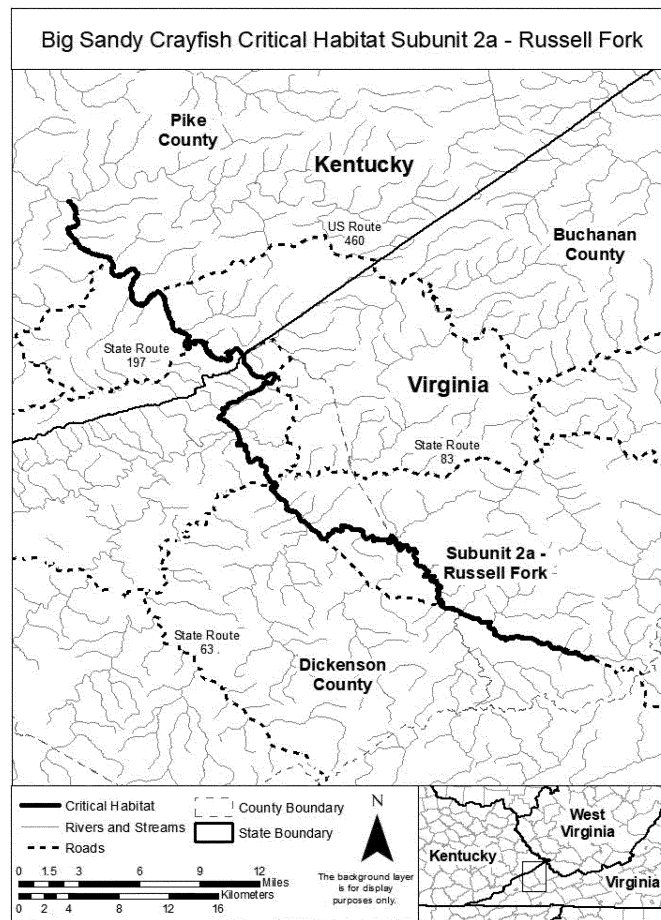 Big Sandy Crayfish Critical Habitat Subunit 2a - Russell Fork
Pike
County
Kentucky
US Route
460
Buchanan
County
State Route
197
Virginia
State Route
83
Subunit 2a -
Russell Fork
State Route
63
Dickenson
County
Critical Habitat
Rivers and Streams
Roads
County Boundary
State Boundary
0 1.5 3 6 9 12
Miles
Kilometers
0 2 4 8 12 16
N
The background layer
is for display
purposes only.
West
Virginia
Kentucky
Virginia